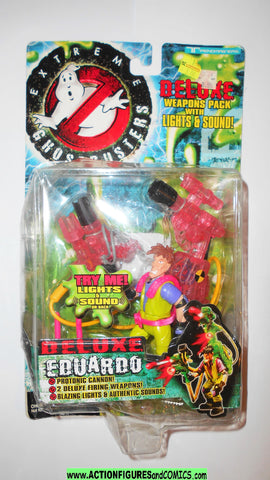 EXTREME
GHOSTBUSTERS
DELUXE
WEAPONS PACK
WITH
LIGHTS & SOUND!
TRY ME!
LIGHTS
&
SOUND
DELUXE
EDUARDO
PROTONIC CANNON!
2 DELUXE FIRING WEAPONS!
BLAZING LIGHTS & AUTHENTIC SOUNDS!
www.ACTIONFIGURESandCOMICS.com